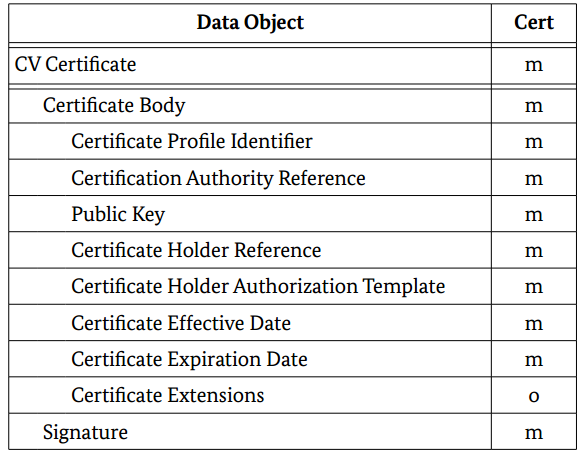 Data Object Cert
CV Certificate m
Certificate Body m
Certificate Profile Identifier m
Certification Authority Reference m
Public Key m
Certificate Holder Reference m
Certificate Holder Authorization Template m
Certificate Effective Date m
Certificate Expiration Date m
Certificate Extensions o
Signature m